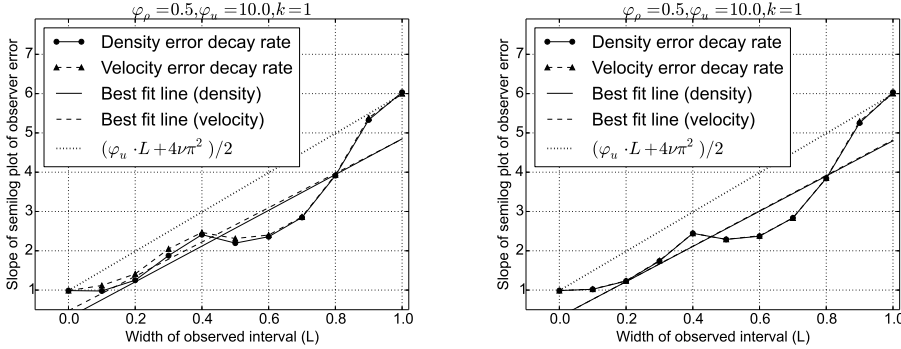 φρ =0.5,φu =10.0,k=1
Slope of semilog plot of observer error
7
6
5
4
3
2
1
Density error decay rate
Velocity error decay rate
Best fit line (density)
Best fit line (velocity)
(φu ·L+4νπ²)/2
0.0 0.2 0.4 0.6 0.8 1.0
Width of observed interval (L)
φρ =0.5,φu =10.0,k=1
Slope of semilog plot of observer error
7
6
5
4
3
2
1
Density error decay rate
Velocity error decay rate
Best fit line (density)
Best fit line (velocity)
(φu ·L+4νπ²)/2
0.0 0.2 0.4 0.6 0.8 1.0
Width of observed interval (L)